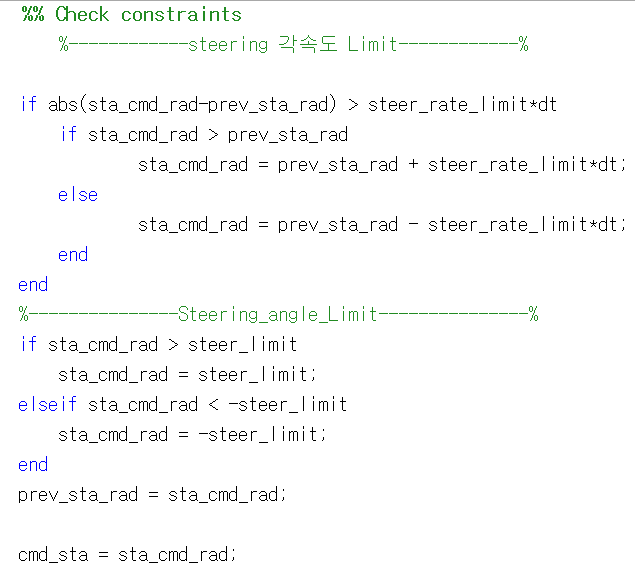 %% Check constraints
%------------steering 각속도 Limit------------%
if abs(sta_cmd_rad-prev_sta_rad) > steer_rate_limit*dt
if sta_cmd_rad > prev_sta_rad
sta_cmd_rad = prev_sta_rad + steer_rate_limit*dt;
else
sta_cmd_rad = prev_sta_rad - steer_rate_limit*dt;
end
end
%---------------Steering_angle_Limit---------------%
if sta_cmd_rad > steer_limit
sta_cmd_rad = steer_limit;
elseif sta_cmd_rad < -steer_limit
sta_cmd_rad = -steer_limit;
end
prev_sta_rad = sta_cmd_rad;
cmd_sta = sta_cmd_rad;